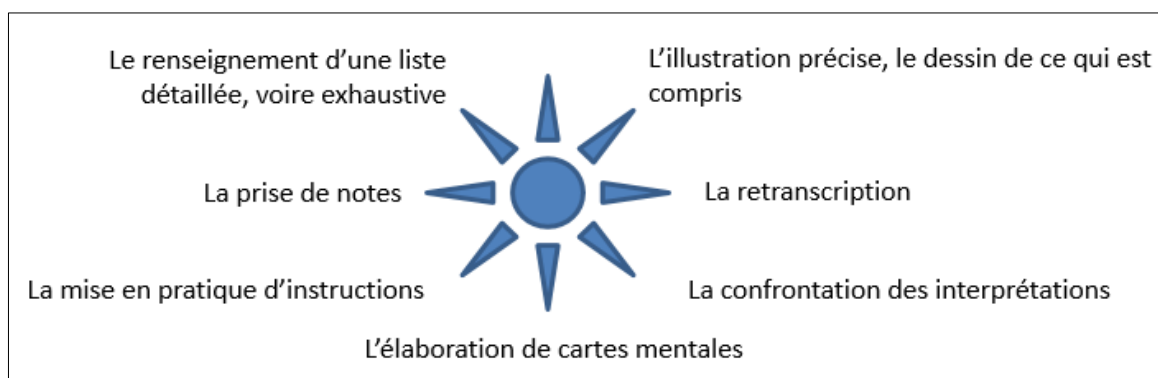 Le renseignement d’une liste
détaillée, voire exhaustive
L’illustration précise, le dessin de ce qui est
compris
La prise de notes
La retranscription
La mise en pratique d’instructions
La confrontation des interprétations
L’élaboration de cartes mentales